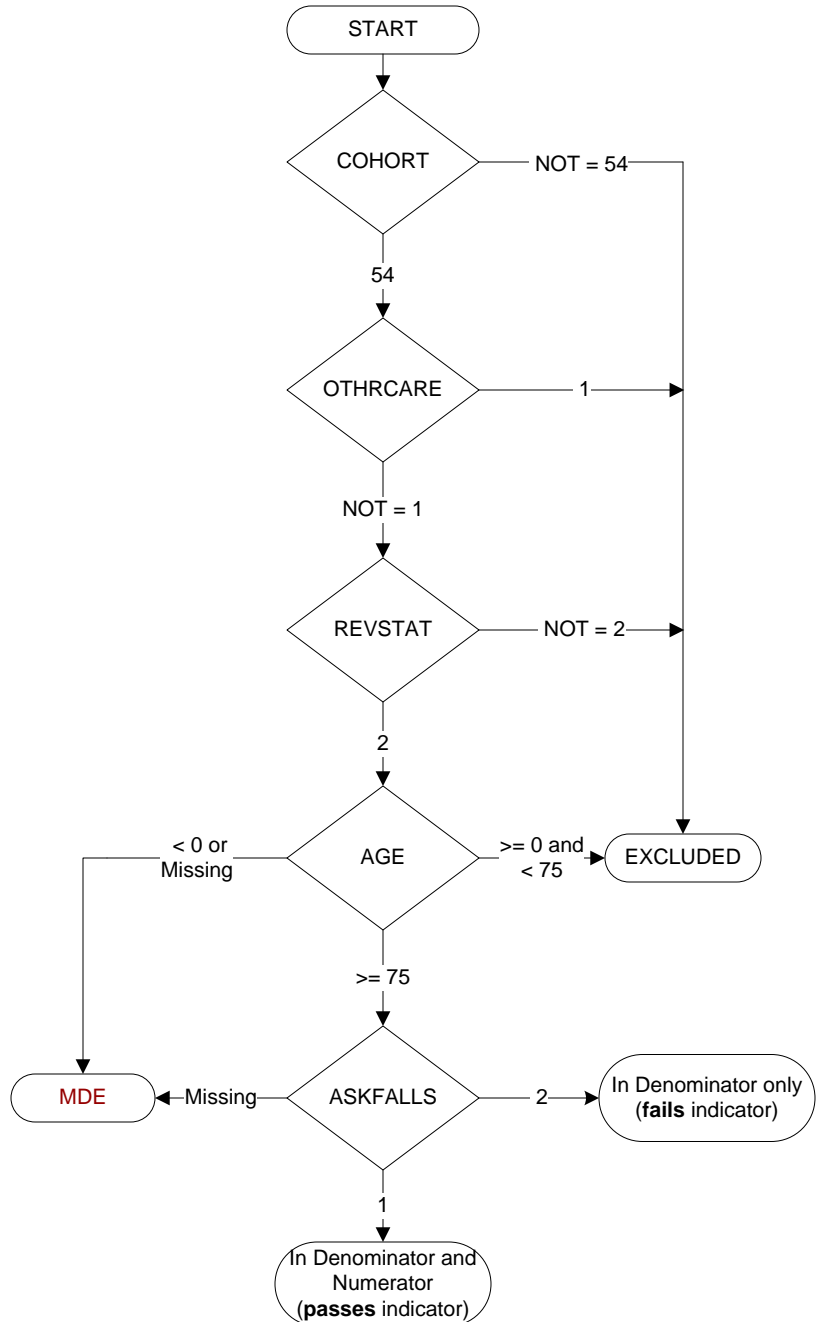 START
COHORT
NOT = 54
54
OTHRCARE
1
NOT = 1
REVSTAT
NOT = 2
2
< 0 or
Missing
AGE
>= 0 and
< 75
EXCLUDED
>= 75
MDE
Missing
ASKFALLS
2
In Denominator only
(fails indicator)
1
In Denominator and
Numerator
(passes indicator)